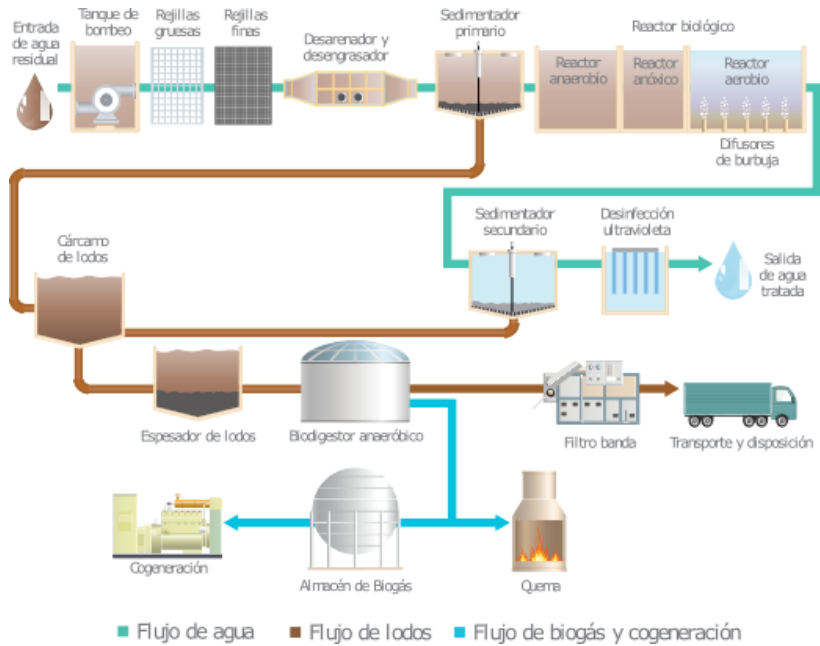 Entrada
de agua
residual
Tanque de
bombeo
Rejillas
gruesas
Rejillas
finas
Desarenador y
desengrasador
Sedimentador
primario
Reactor biológico
Reactor
anaerobio
Reactor
anóxico
Reactor
aerobio
Difusores
de burbuja
Sedimentador
secundario
Desinfección
ultravioleta
Salida
de agua
tratada
Cárcamo
de lodos
Espesador de lodos
Biodigestor anaeróbico
Filtro banda
Transporte y disposición
Cogeneración
Almacén de Biogás
Quema
Flujo de agua
Flujo de lodos
Flujo de biogás y cogeneración